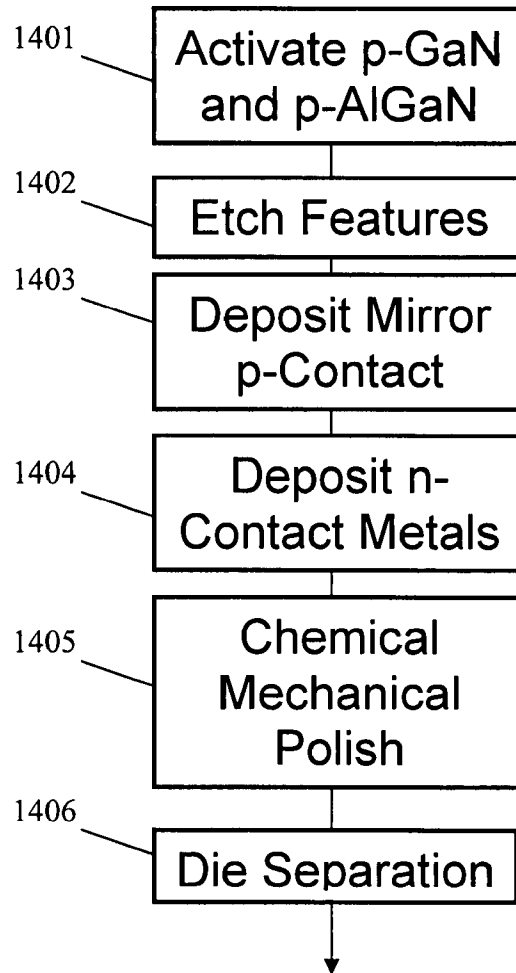 1401
Activate p-GaN
and p-AlGaN
1402
Etch Features
1403
Deposit Mirror
p-Contact
1404
Deposit n-
Contact Metals
1405
Chemical
Mechanical
Polish
1406
Die Separation